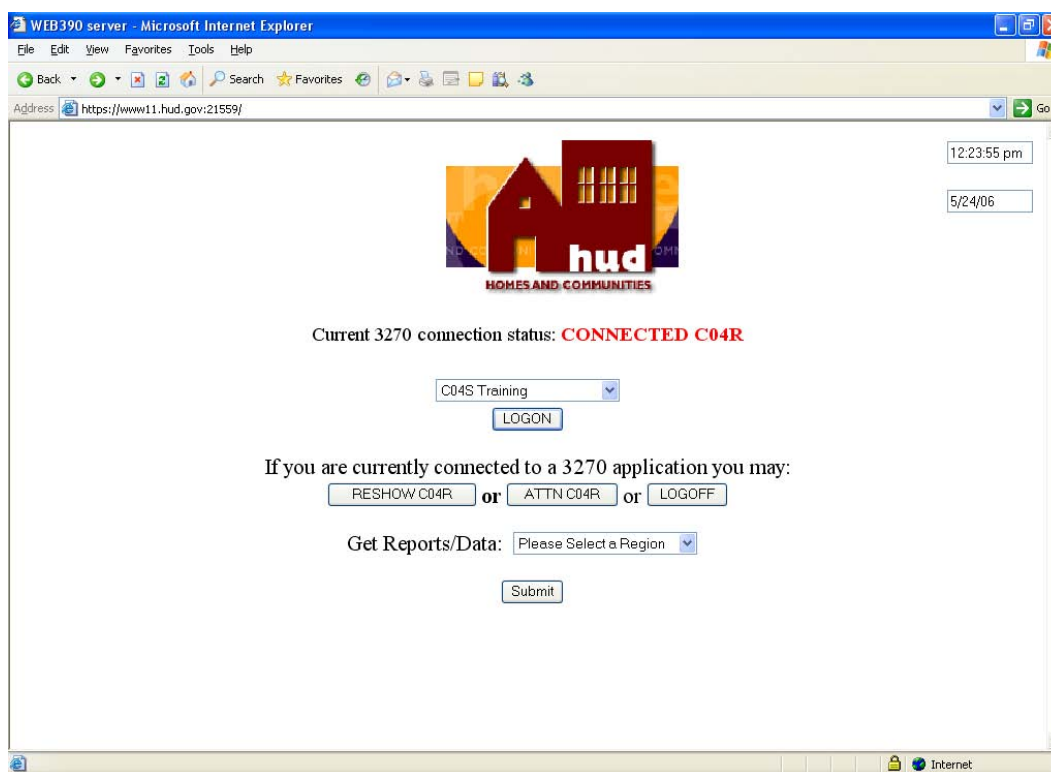 WEB390 server - Microsoft Internet Explorer
File Edit View Favorites Tools Help
Back Search Favorites
Address https://www11.hud.gov:21559/ Go
12:23:55 pm
5/24/06
hud
HOMES AND COMMUNITIES
Current 3270 connection status: CONNECTED C04R
C04S Training
LOGON
If you are currently connected to a 3270 application you may:
RESHOW C04R or ATTN C04R or LOGOFF
Get Reports/Data: Please Select a Region
Submit
Internet